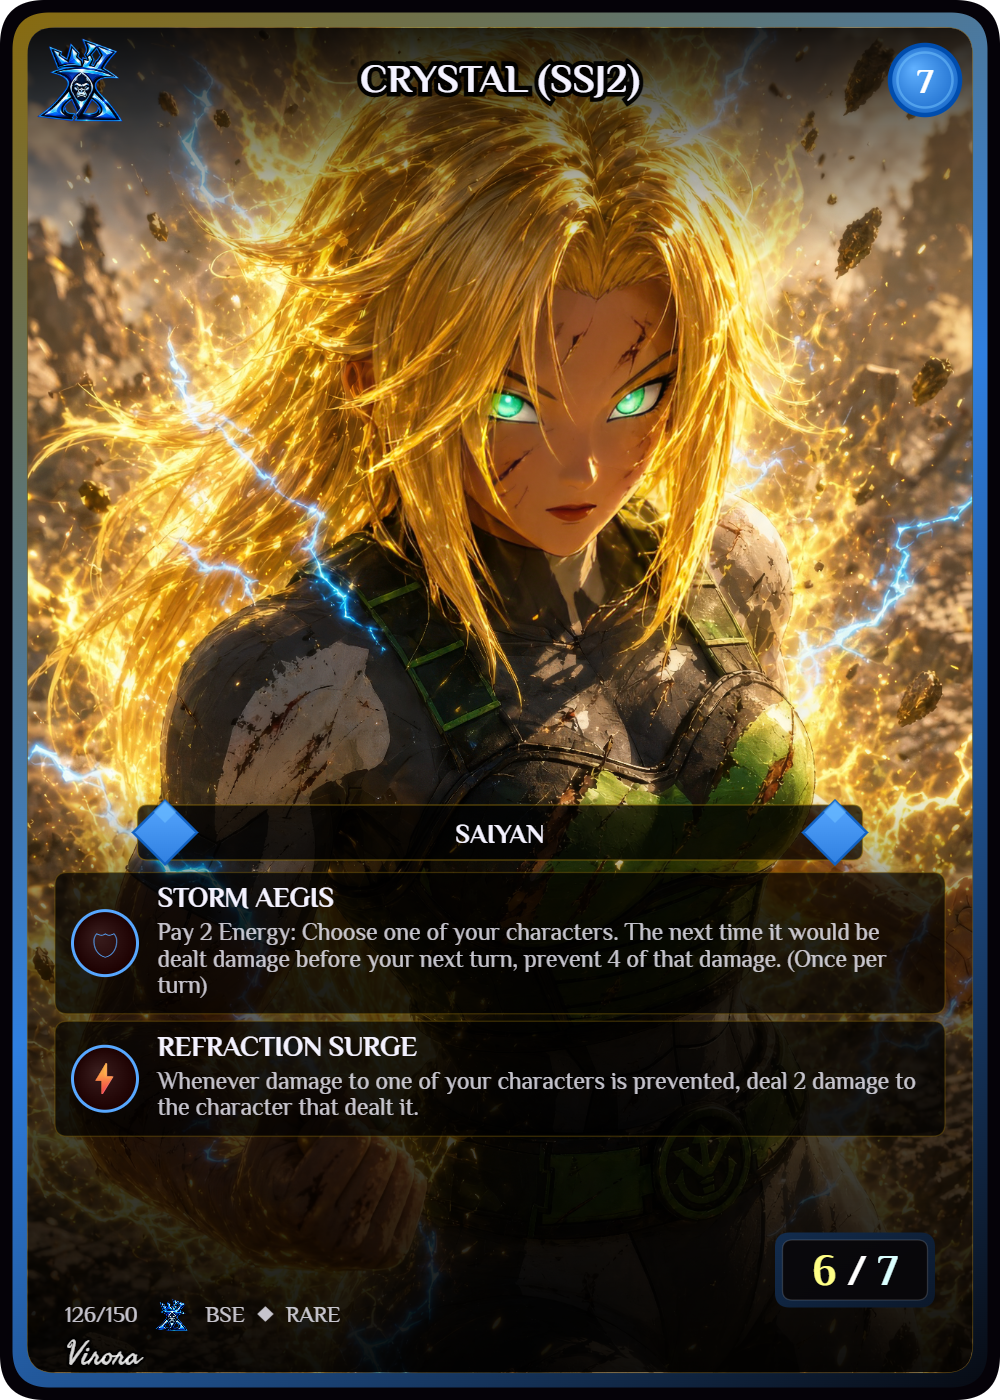 CRYSTAL (SSJ2)
7
SAIYAN
STORM AEGIS
Pay 2 Energy: Choose one of your characters. The next time it would be
dealt damage before your next turn, prevent 4 of that damage. (Once per
turn)
REFRACTION SURGE
Whenever damage to one of your characters is prevented, deal 2 damage to
the character that dealt it.
6 / 7
126/150 BSE ◆ RARE
Virora